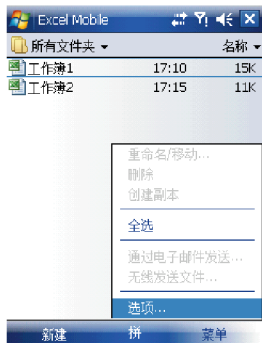 Excel Mobile
所有文件夹 名称
工作簿1 17:10 15K
工作簿2 17:15 11K
重命名/移动...
删除
创建副本
全选
通过电子邮件发送...
无线发送文件...
选项...
新建 拼 菜单